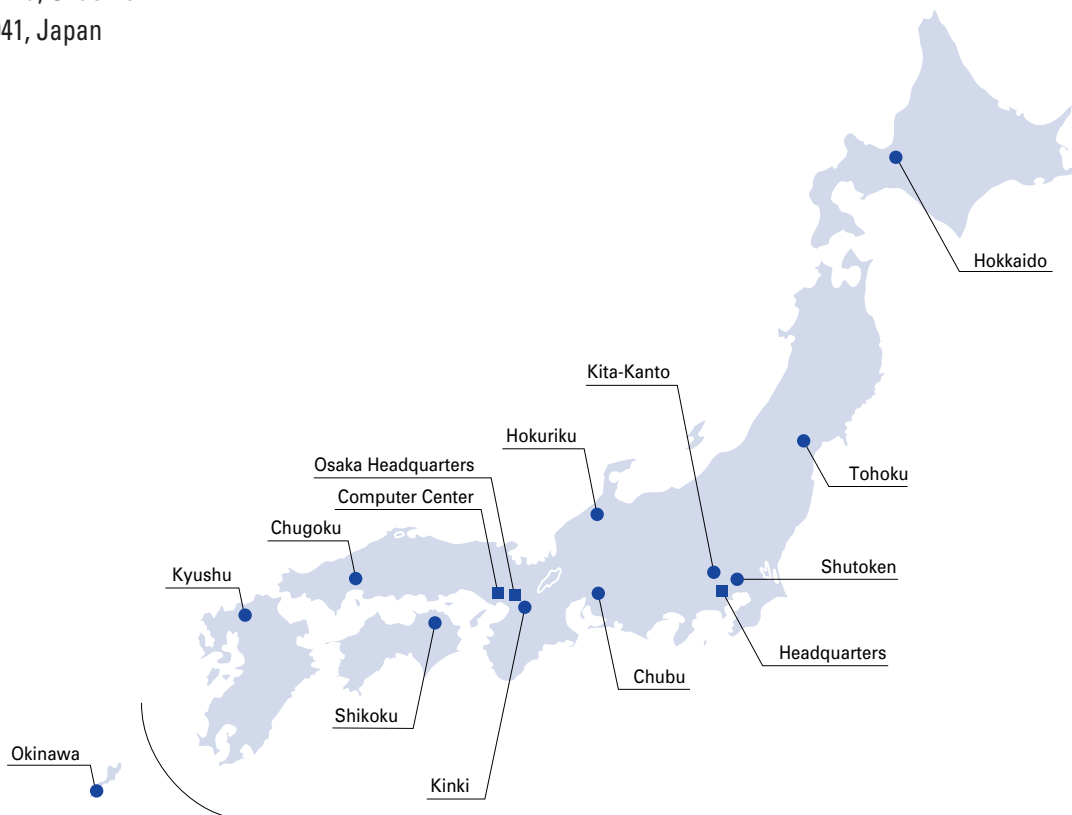 41, Japan
Hokkaido
Kita-Kanto
Hokuriku
Osaka Headquarters
Tohoku
Computer Center
Chugoku
Shutoken
Kyushu
Headquarters
Chubu
Shikoku
Okinawa
Kinki